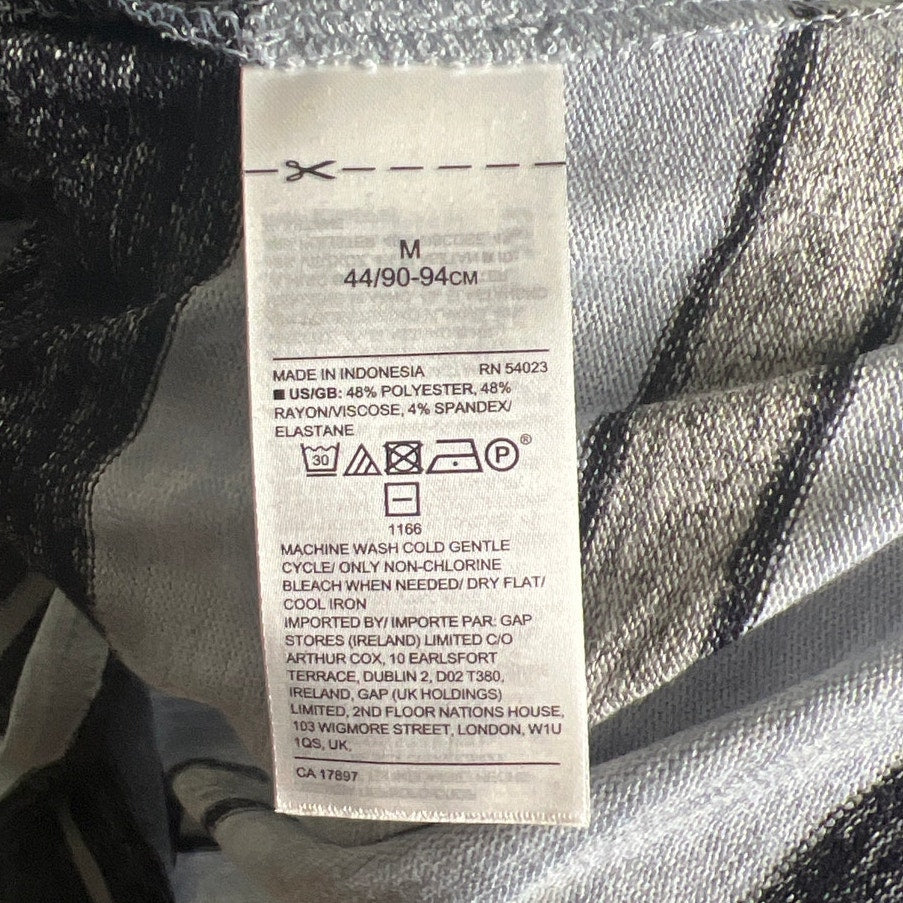 M
44/90-94CM
MADE IN INDONESIA RN 54023
US/GB: 48% POLYESTER, 48%
RAYON/VISCOSE, 4% SPANDEX/
ELASTANE
30 P®
1166
MACHINE WASH COLD GENTLE
CYCLE/ ONLY NON-CHLORINE
BLEACH WHEN NEEDED/ DRY FLAT/
COOL IRON
IMPORTED BY/ IMPORTE PAR: GAP
STORES (IRELAND) LIMITED C/O
ARTHUR COX, 10 EARLSFORT
TERRACE, DUBLIN 2, D02 T380,
IRELAND, GAP (UK HOLDINGS)
LIMITED, 2ND FLOOR NATIONS HOUSE,
103 WIGMORE STREET, LONDON, W1U
1QS, UK,
CA 17897